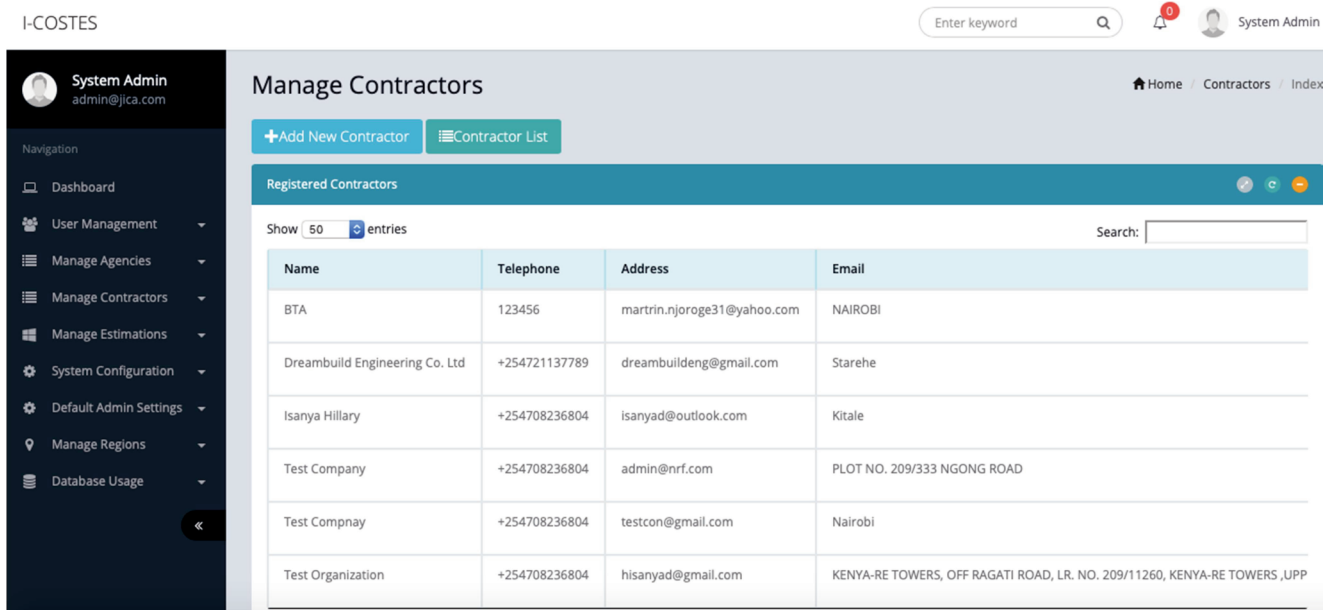 I-COSTES
Enter keyword
0
System Admin
System Admin
admin@jica.com
Navigation
Dashboard
User Management
Manage Agencies
Manage Contractors
Manage Estimations
System Configuration
Default Admin Settings
Manage Regions
Database Usage
«
Manage Contractors
Home / Contractors / Index
+Add New Contractor
Contractor List
Registered Contractors
Show 50 entries
Search:
Name Telephone Address Email
BTA 123456 martrin.njoroge31@yahoo.com NAIROBI
Dreambuild Engineering Co. Ltd +254721137789 dreambuildeng@gmail.com Starehe
Isanya Hillary +254708236804 isanyad@outlook.com Kitale
Test Company +254708236804 admin@nrf.com PLOT NO. 209/333 NGONG ROAD
Test Compnay +254708236804 testcon@gmail.com Nairobi
Test Organization +254708236804 hisanyad@gmail.com KENYA-RE TOWERS, OFF RAGATI ROAD, LR. NO. 209/11260, KENYA-RE TOWERS ,UPP